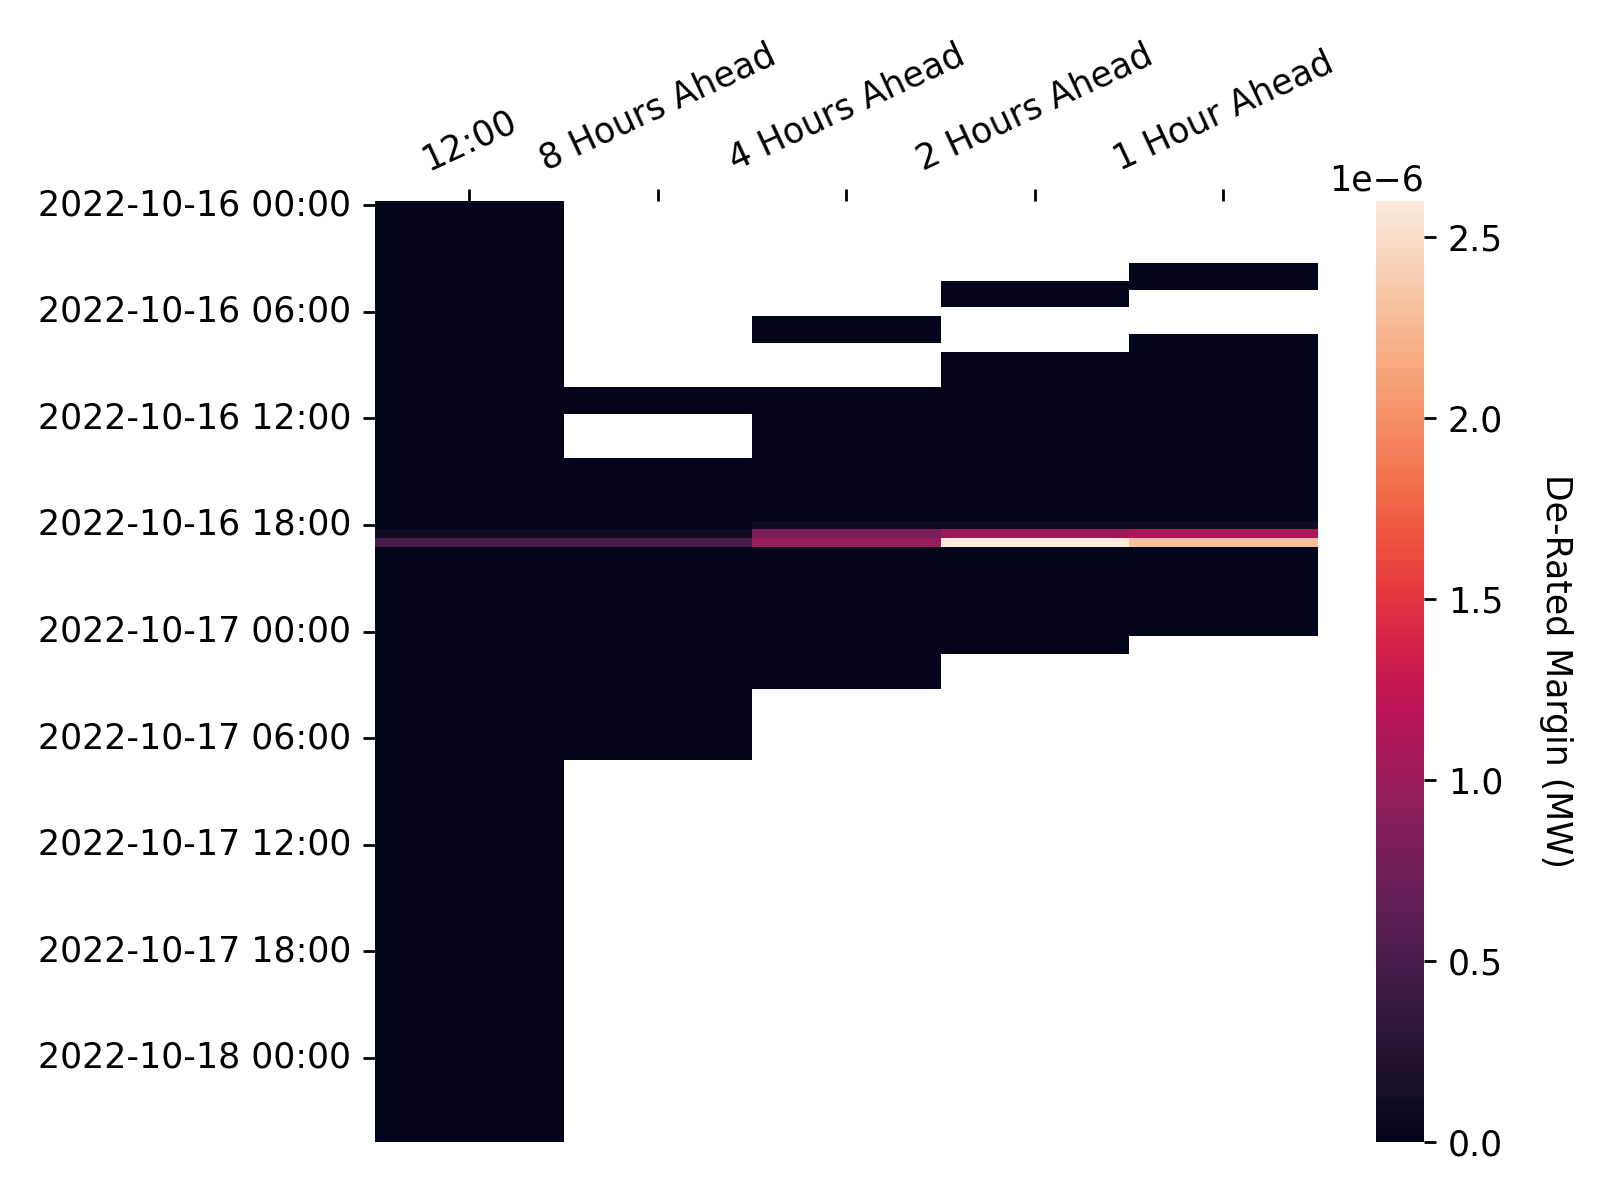 12:00
8 Hours Ahead
4 Hours Ahead
2 Hours Ahead
1 Hour Ahead
2022-10-16 00:00
2022-10-16 06:00
2022-10-16 12:00
2022-10-16 18:00
2022-10-17 00:00
2022-10-17 06:00
2022-10-17 12:00
2022-10-17 18:00
2022-10-18 00:00
1e−6
2.5
2.0
1.5
1.0
0.5
0.0
De-Rated Margin (MW)